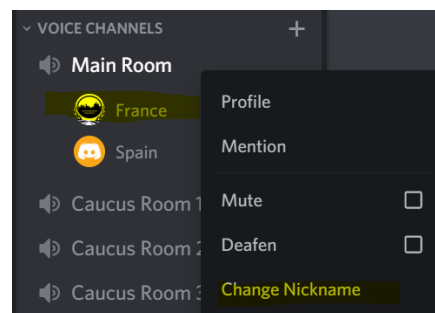 VOICE CHANNELS
Main Room
France
Spain
Caucus Room 1
Caucus Room 2
Caucus Room 3
Profile
Mention
Mute
Deafen
Change Nickname